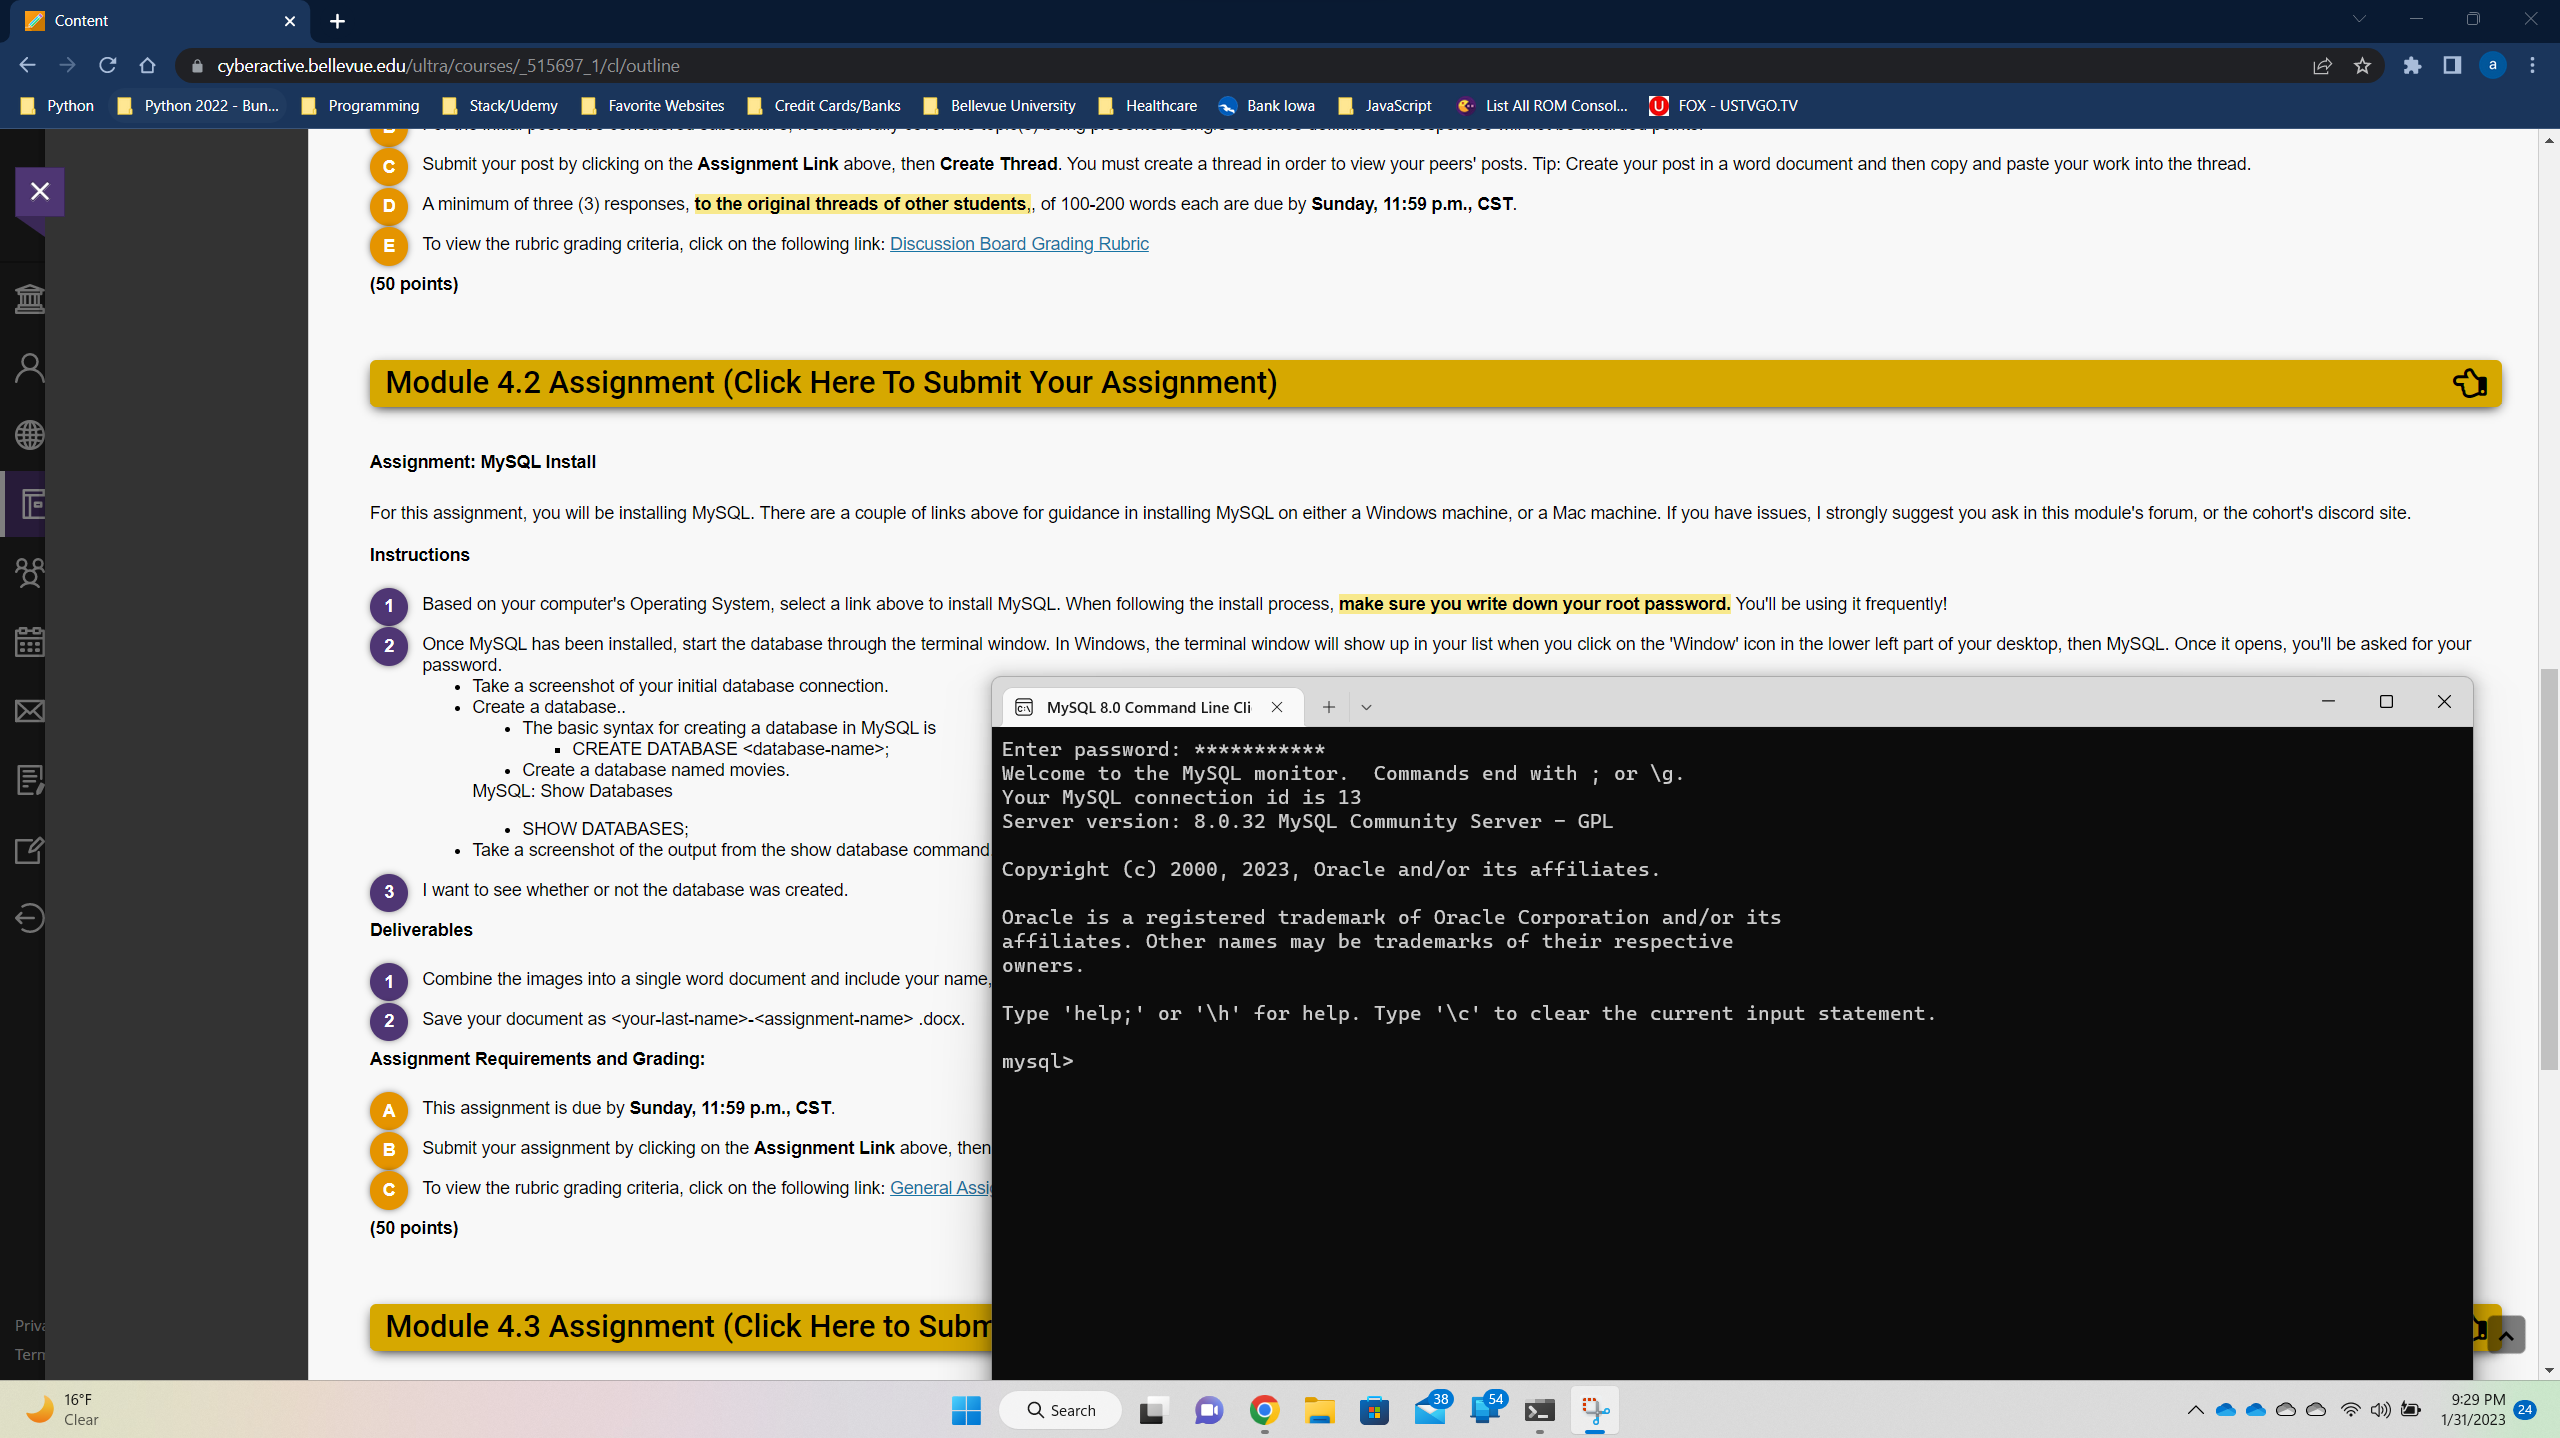 Content
cyberactive.bellevue.edu/ultra/courses/_515697_1/cl/outline
Python
Python 2022 - Bun...
Programming
Stack/Udemy
Favorite Websites
Credit Cards/Banks
Bellevue University
Healthcare
Bank Iowa
JavaScript
List All ROM Consol...
FOX - USTVGO.TV
C Submit your post by clicking on the Assignment Link above, then Create Thread. You must create a thread in order to view your peers' posts. Tip: Create your post in a word document and then copy and paste your work into the thread.
D A minimum of three (3) responses, to the original threads of other students,, of 100-200 words each are due by Sunday, 11:59 p.m., CST.
E To view the rubric grading criteria, click on the following link: Discussion Board Grading Rubric
(50 points)
Module 4.2 Assignment (Click Here To Submit Your Assignment)
Assignment: MySQL Install
For this assignment, you will be installing MySQL. There are a couple of links above for guidance in installing MySQL on either a Windows machine, or a Mac machine. If you have issues, I strongly suggest you ask in this module's forum, or the cohort's discord site.
Instructions
1 Based on your computer's Operating System, select a link above to install MySQL. When following the install process, make sure you write down your root password. You'll be using it frequently!
2 Once MySQL has been installed, start the database through the terminal window. In Windows, the terminal window will show up in your list when you click on the 'Window' icon in the lower left part of your desktop, then MySQL. Once it opens, you'll be asked for your
password.
• Take a screenshot of your initial database connection.
• Create a database..
• The basic syntax for creating a database in MySQL is
▪ CREATE DATABASE <database-name>;
• Create a database named movies.
MySQL: Show Databases
• SHOW DATABASES;
• Take a screenshot of the output from the show database command
3 I want to see whether or not the database was created.
Deliverables
1 Combine the images into a single word document and include your name,
2 Save your document as <your-last-name>-<assignment-name> .docx.
Assignment Requirements and Grading:
A This assignment is due by Sunday, 11:59 p.m., CST.
B Submit your assignment by clicking on the Assignment Link above, then
C To view the rubric grading criteria, click on the following link: General Assi
(50 points)
Module 4.3 Assignment (Click Here to Subm
Priva
Term
MySQL 8.0 Command Line Cli
Enter password: ***********
Welcome to the MySQL monitor.  Commands end with ; or \g.
Your MySQL connection id is 13
Server version: 8.0.32 MySQL Community Server - GPL
Copyright (c) 2000, 2023, Oracle and/or its affiliates.
Oracle is a registered trademark of Oracle Corporation and/or its
affiliates. Other names may be trademarks of their respective
owners.
Type 'help;' or '\h' for help. Type '\c' to clear the current input statement.
mysql>
16°F
Clear
Search
38
54
9:29 PM
1/31/2023
24